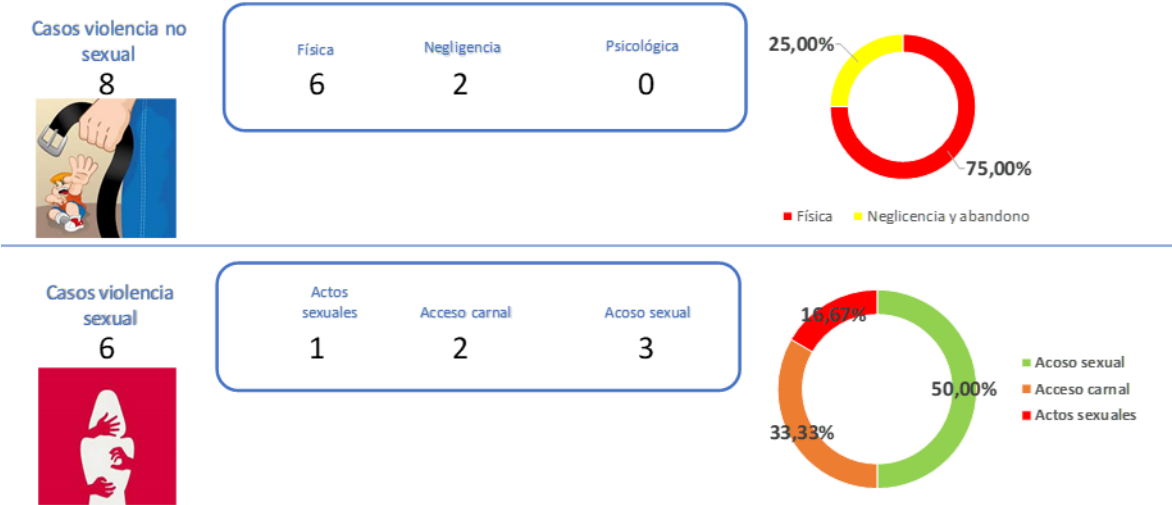 Casos violencia no
sexual
8
Física
Negligencia
Psicológica
6
2
0
25,00%
75,00%
Física
Neglicencia y abandono
Casos violencia
sexual
6
Actos
sexuales
Acceso carnal
Acoso sexual
1
2
3
16,67%
50,00%
33,33%
Acoso sexual
Acceso carnal
Actos sexuales